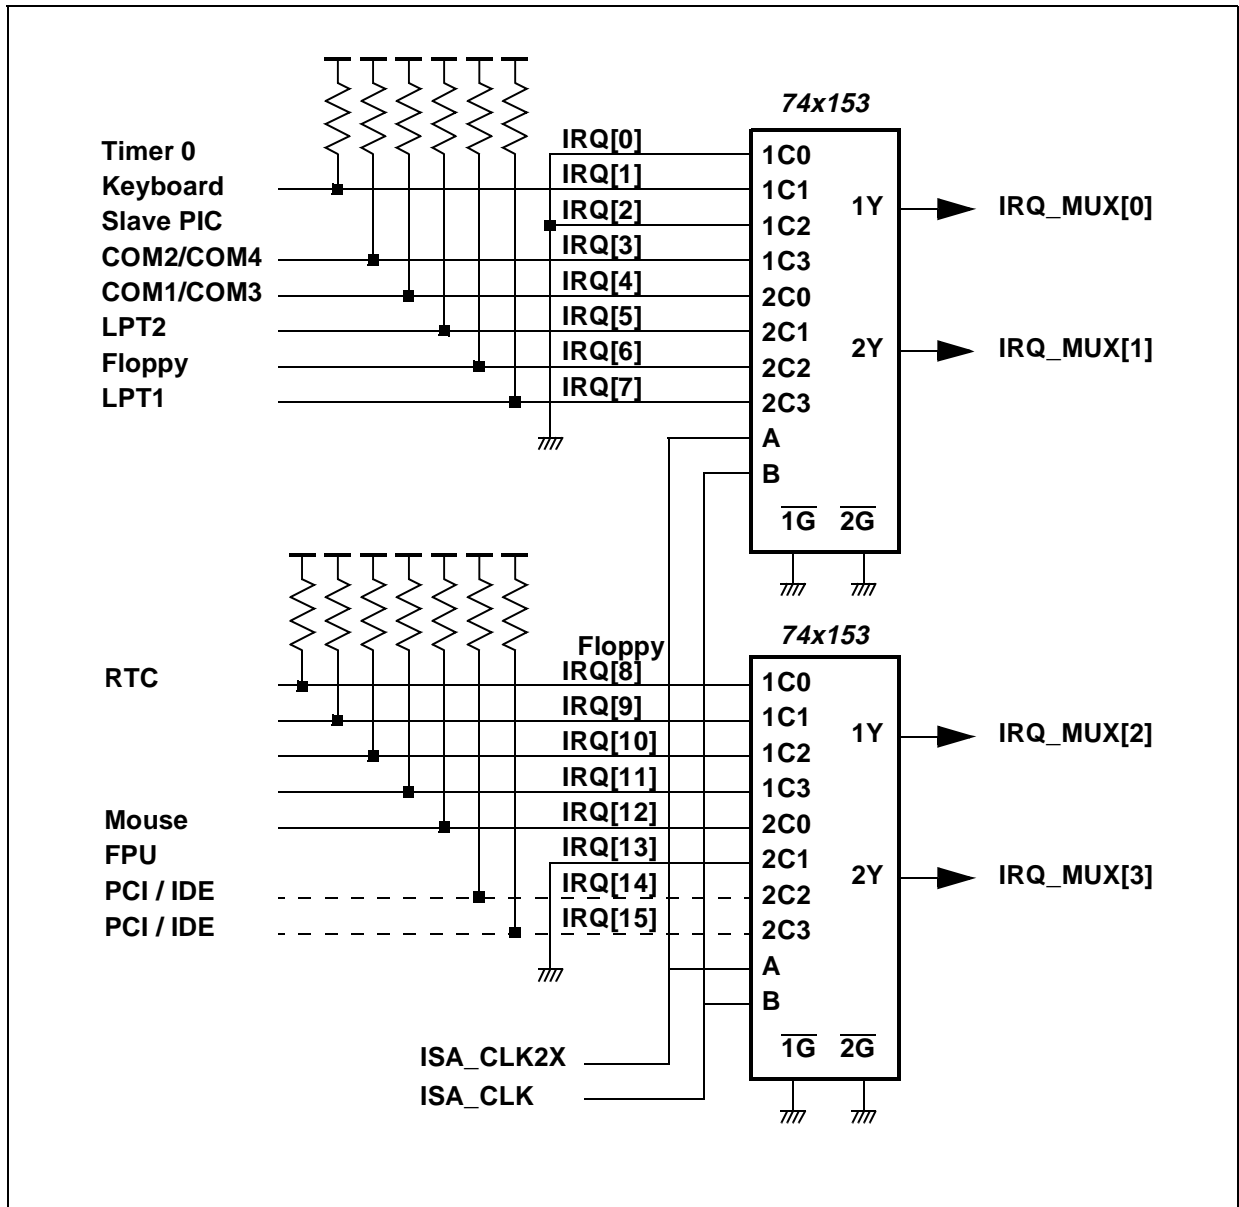 74x153
Timer 0
Keyboard
Slave PIC
COM2/COM4
COM1/COM3
LPT2
Floppy
LPT1
IRQ[0]
IRQ[1]
IRQ[2]
IRQ[3]
IRQ[4]
IRQ[5]
IRQ[6]
IRQ[7]
1C0
1C1
1C2
1C3
2C0
2C1
2C2
2C3
A
B
1Y
2Y
1G 2G
IRQ_MUX[0]
IRQ_MUX[1]
74x153
RTC
Mouse
FPU
PCI / IDE
PCI / IDE
Floppy
IRQ[8]
IRQ[9]
IRQ[10]
IRQ[11]
IRQ[12]
IRQ[13]
IRQ[14]
IRQ[15]
1C0
1C1
1C2
1C3
2C0
2C1
2C2
2C3
A
B
1Y
2Y
1G 2G
IRQ_MUX[2]
IRQ_MUX[3]
ISA_CLK2X
ISA_CLK